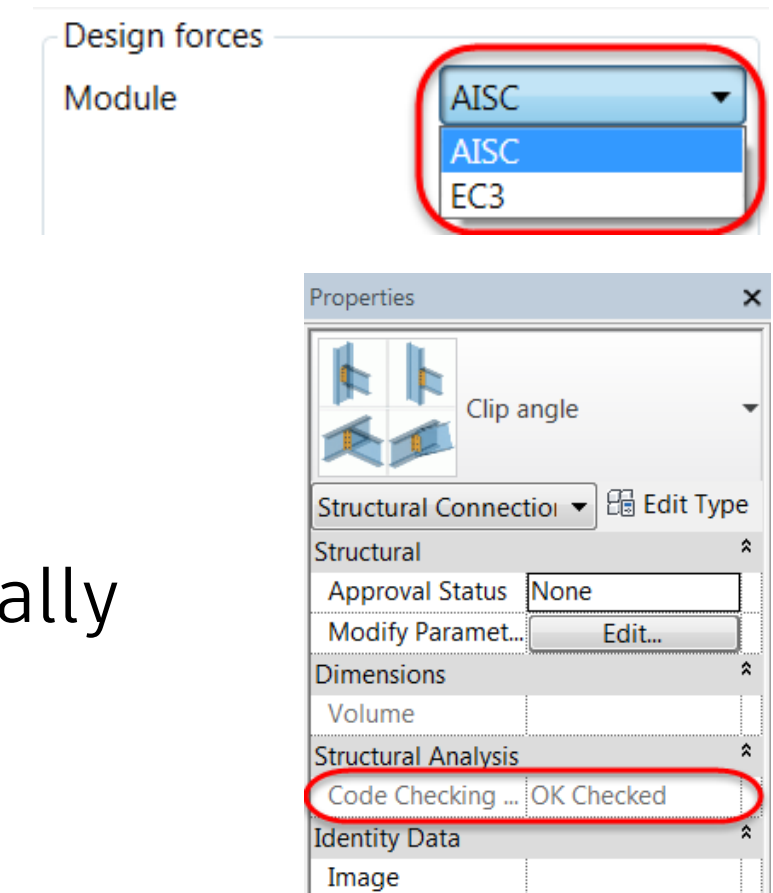 Design forces
Module AISC
AISC
EC3
Properties
Clip angle
Structural Connectio Edit Type
Structural
Approval Status None
Modify Paramet... Edit...
Dimensions
Volume
Structural Analysis
ally
Code Checking ... OK Checked
Identity Data
Image